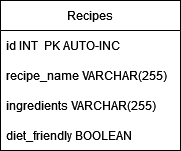 Recipes
id INT PK AUTO-INC
recipe_name VARCHAR(255)
ingredients VARCHAR(255)
diet_friendly BOOLEAN